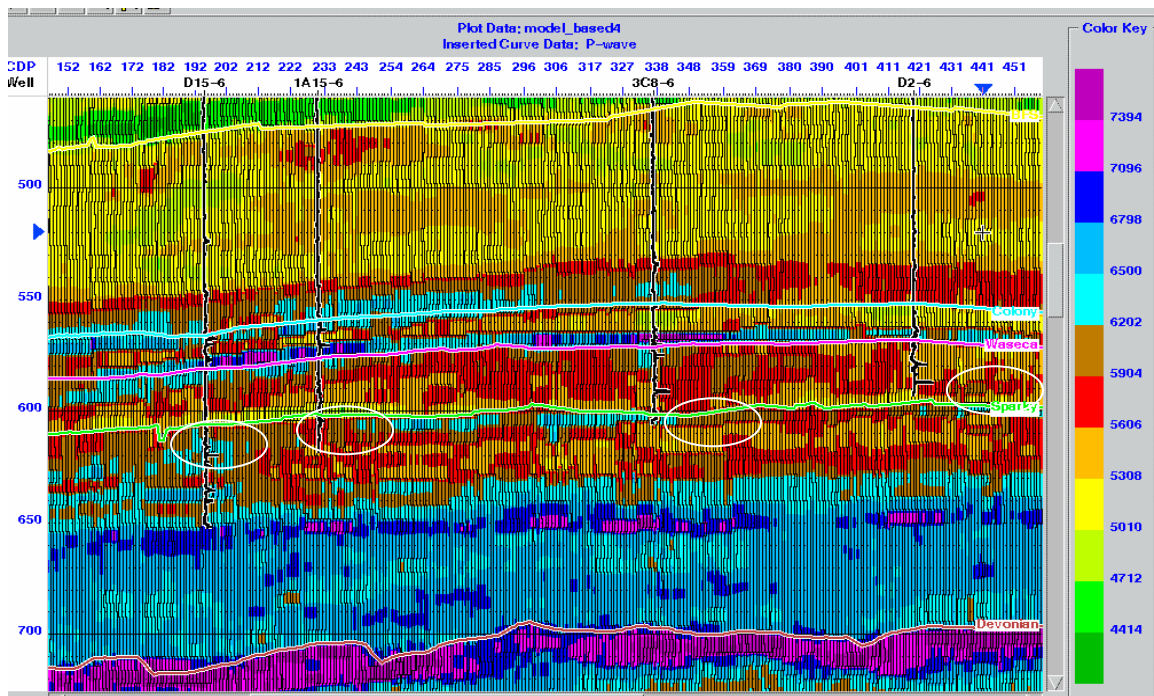 Plot Data: model_based4
Inserted Curve Data: P-wave
Color Key
CDP 152 162 172 182 192 202 212 222 233 243 254 264 275 285 296 306 317 327 338 348 359 369 380 390 401 411 421 431 441 451
Well D15-6 1A15-6 3C8-6 D2-6
7394
7096
500
6798
6500
550
Colony
6202
Waseca
5904
600
Sparky
5606
5308
650
5010
4712
700
Devonian
4414